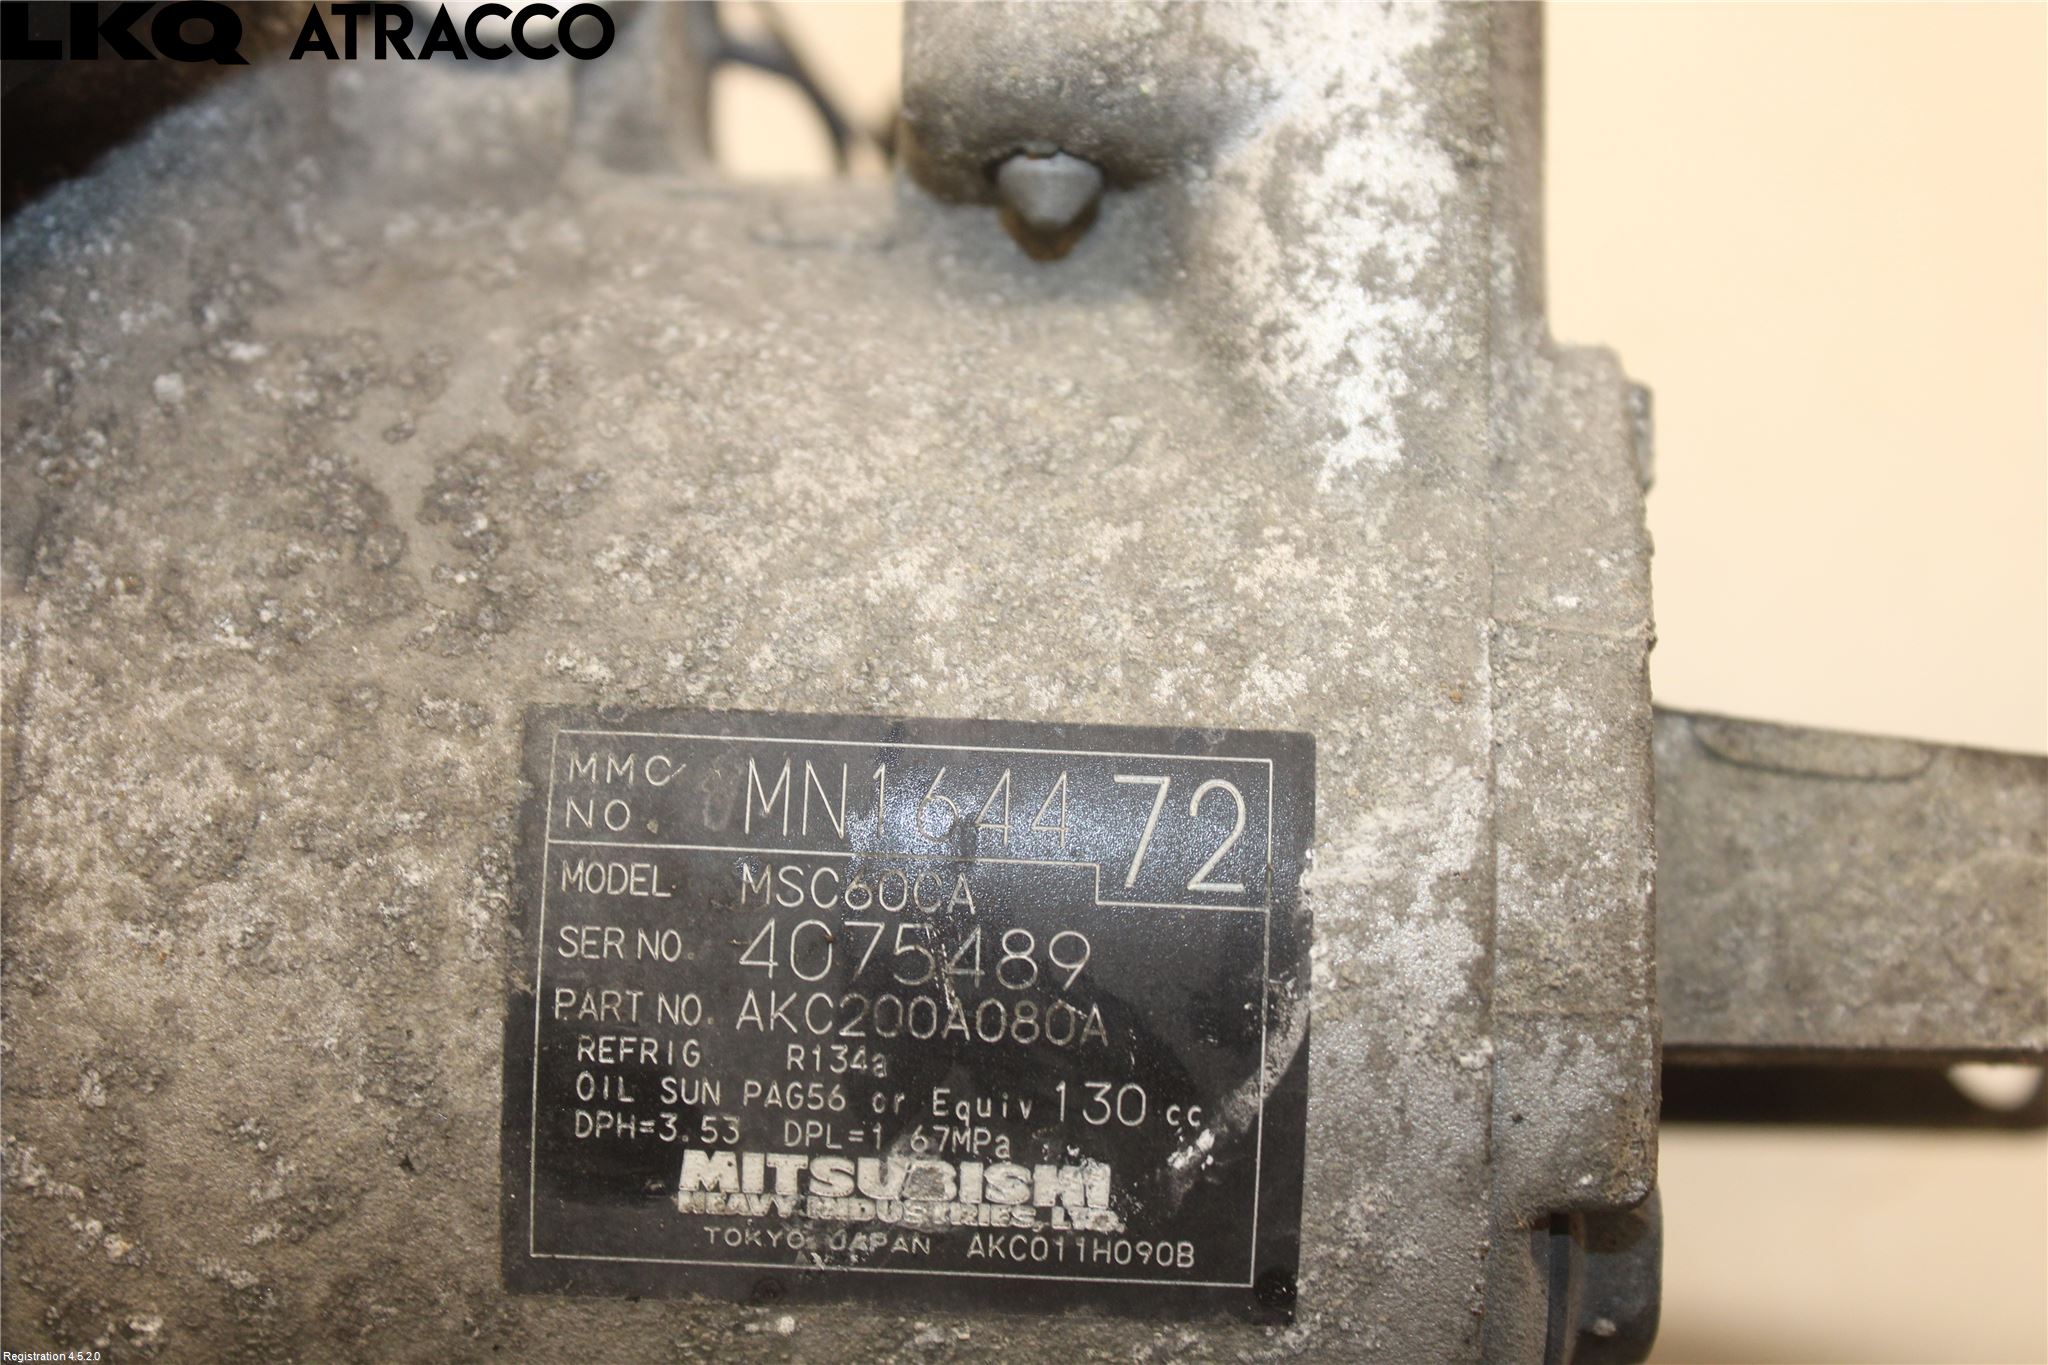 LKQ ATRACCO
MMC NO. MN164472
MODEL MSC60CA
SER NO. 4075489
PART NO. AKC200A080A
REFRIG R134a
OIL SUN PAG56 or Equiv 130 cc
DPH=3.53 DPL=1.67MPa
MITSUBISHI
HEAVY INDUSTRIES, LTD.
TOKYO JAPAN AKC011H090B
Registration 4.5.2.0